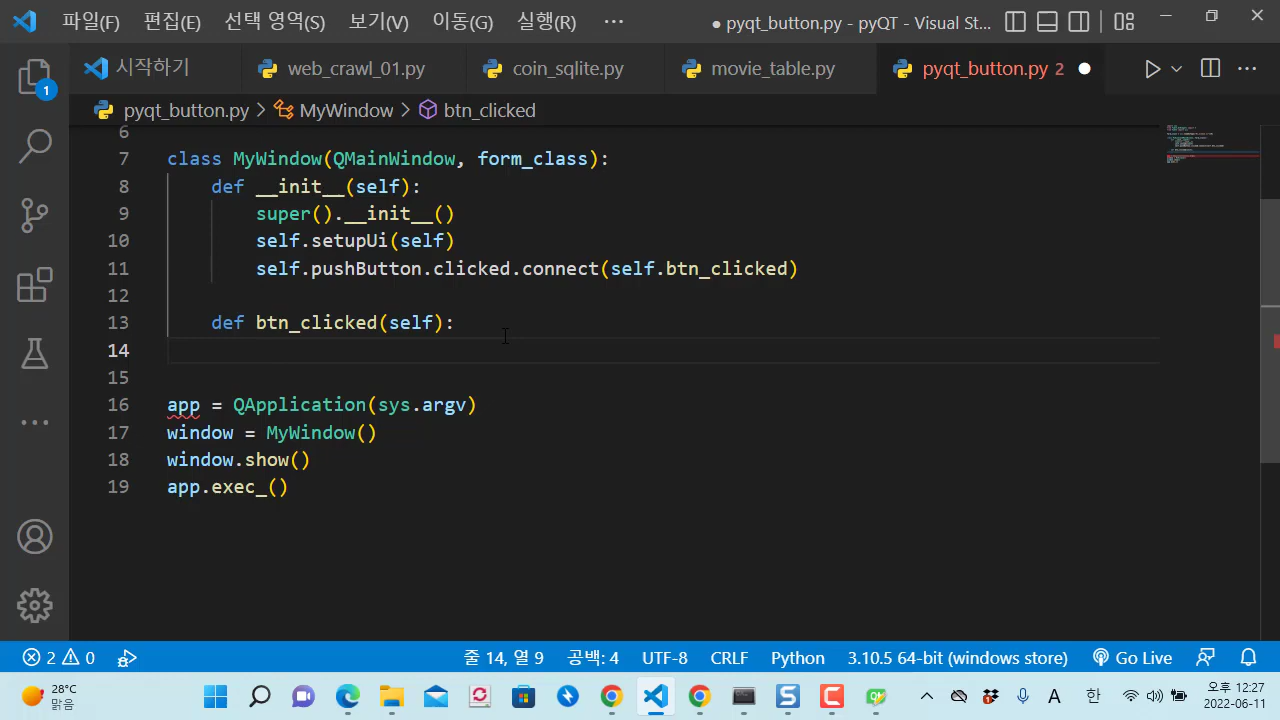 파일(F) 편집(E) 선택 영역(S) 보기(V) 이동(G) 실행(R) ··· ● pyqt_button.py - pyQT - Visual St...
시작하기 web_crawl_01.py coin_sqlite.py movie_table.py pyqt_button.py 2 ● ···
1
pyqt_button.py > MyWindow > btn_clicked
6
7 class MyWindow(QMainWindow, form_class):
8 def __init__(self):
9 super().__init__()
10 self.setupUi(self)
11 self.pushButton.clicked.connect(self.btn_clicked)
12
13 def btn_clicked(self):
14
15
16 app = QApplication(sys.argv)
17 window = MyWindow()
18 window.show()
19 app.exec_()
2 0 줄 14, 열 9 공백: 4 UTF-8 CRLF Python 3.10.5 64-bit (windows store) Go Live
28°C
맑음
A 한
오후 12:27
2022-06-11